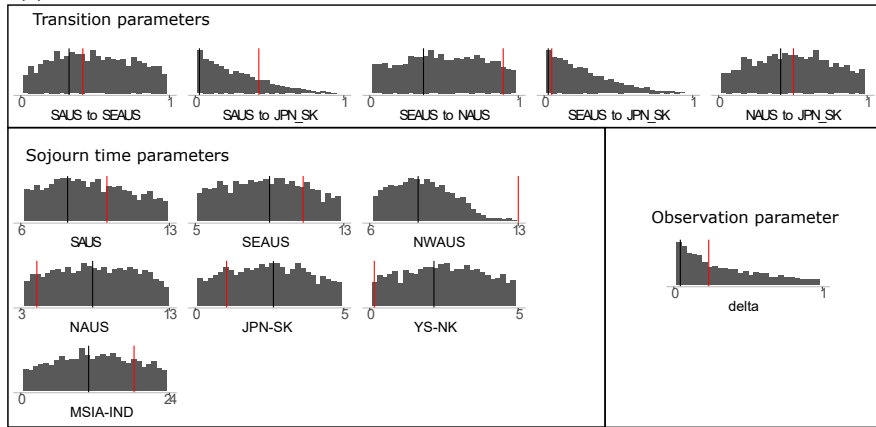 Transition parameters
0 1 0 1 0 1 0 1 0 1
SAUS to SEAUS SAUS to JPN_SK SEAUS to NAUS SEAUS to JPN_SK NAUS to JPN_SK
Sojourn time parameters
6 13 5 13 6 13
SAUS SEAUS NWAUS
3 13 0 5 0 5
NAUS JPN-SK YS-NK
0 24
MSIA-IND
Observation parameter
0 1
delta